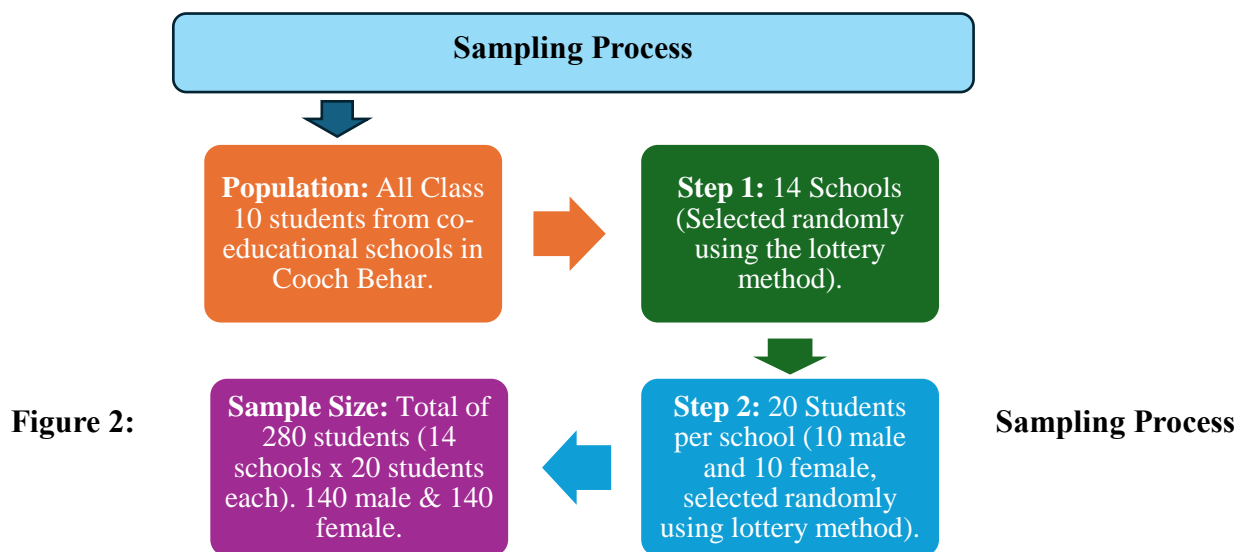 Sampling Process
Population: All Class
10 students from co-
educational schools in
Cooch Behar.
Step 1: 14 Schools
(Selected randomly
using the lottery
method).
Step 2: 20 Students
per school (10 male
and 10 female,
selected randomly
using lottery method).
Sample Size: Total of
280 students (14
schools x 20 students
each). 140 male & 140
female.
Figure 2:
Sampling Process